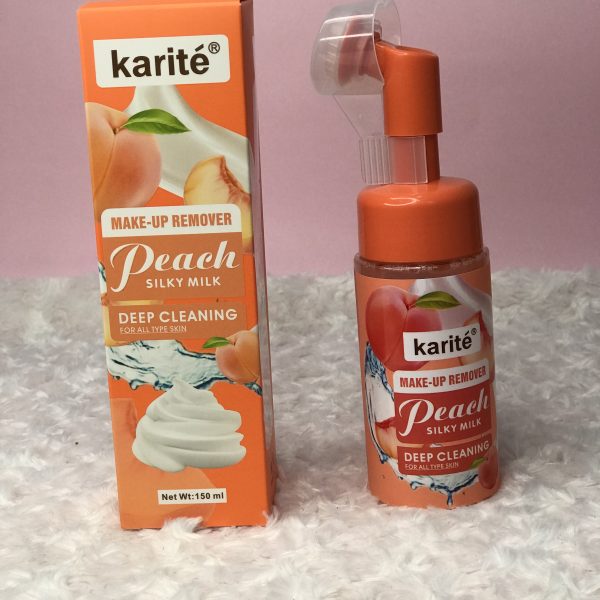 karité®
MAKE-UP REMOVER
Peach
SILKY MILK
DEEP CLEANING
FOR ALL TYPE SKIN
Net Wt: 150 ml
karité®
MAKE-UP REMOVER
Peach
SILKY MILK
DEEP CLEANING
FOR ALL TYPE SKIN